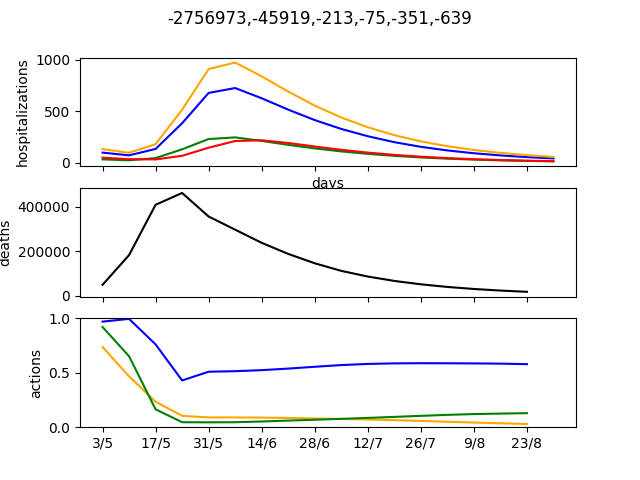 -2756973,-45919,-213,-75,-351,-639
1000
500
0
hospitalizations
days
400000
200000
0
deaths
1.0
0.5
0.0
actions
3/5 17/5 31/5 14/6 28/6 12/7 26/7 9/8 23/8